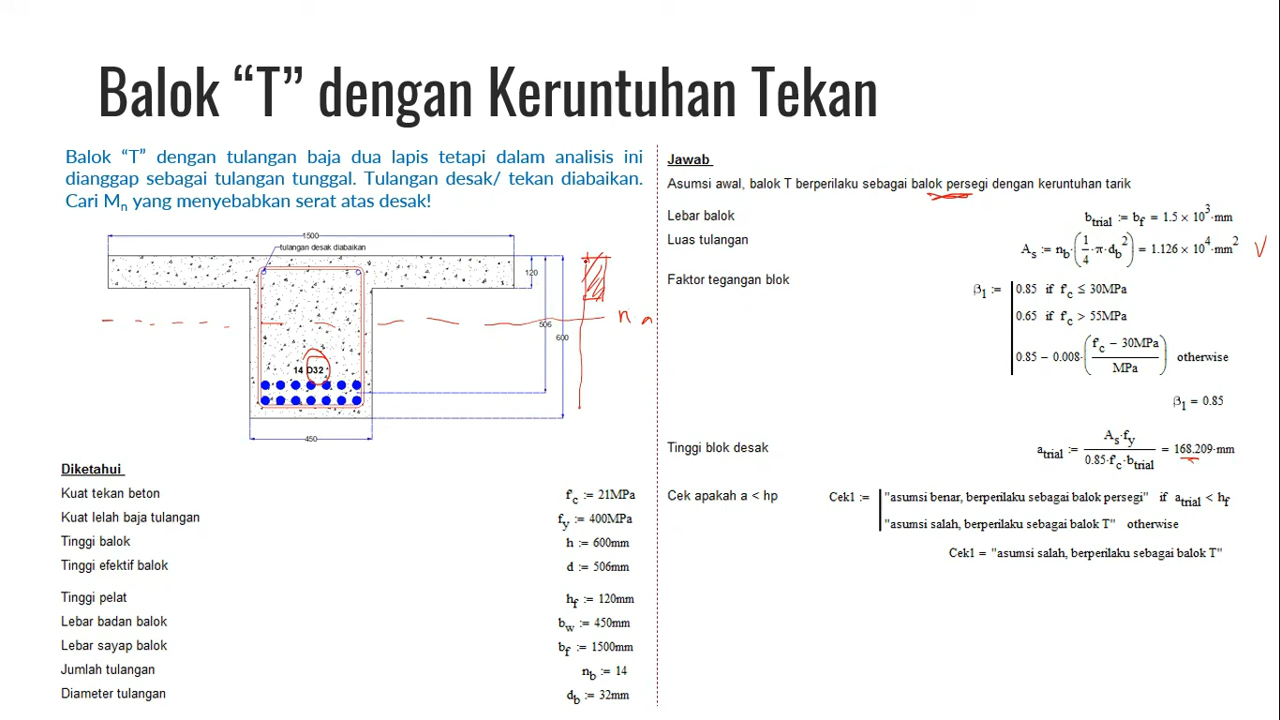 Balok “T” dengan Keruntuhan Tekan
Balok “T” dengan tulangan baja dua lapis tetapi dalam analisis ini
dianggap sebagai tulangan tunggal. Tulangan desak/ tekan diabaikan.
Cari Mn yang menyebabkan serat atas desak!
1500
tulangan desak diabaikan
120
506
600
14 D32
450
n
Diketahui
Kuat tekan beton f'c := 21MPa
Kuat lelah baja tulangan fy := 400MPa
Tinggi balok h := 600mm
Tinggi efektif balok d := 506mm
Tinggi pelat hf := 120mm
Lebar badan balok bw := 450mm
Lebar sayap balok bf := 1500mm
Jumlah tulangan nb := 14
Diameter tulangan db := 32mm
Jawab
Asumsi awal, balok T berperilaku sebagai balok persegi dengan keruntuhan tarik
Lebar balok btrial := bf = 1.5 × 10^3·mm
Luas tulangan As := nb·(1/4·π·db^2) = 1.126 × 10^4·mm^2
Faktor tegangan blok β1 := 0.85 if f'c ≤ 30MPa
0.65 if f'c > 55MPa
0.85 − 0.008·((f'c − 30MPa)/MPa) otherwise
β1 = 0.85
Tinggi blok desak atrial := (As·fy)/(0.85·f'c·btrial) = 168.209·mm
Cek apakah a < hp Cek1 := "asumsi benar, berperilaku sebagai balok persegi" if atrial < hf
"asumsi salah, berperilaku sebagai balok T" otherwise
Cek1 = "asumsi salah, berperilaku sebagai balok T"